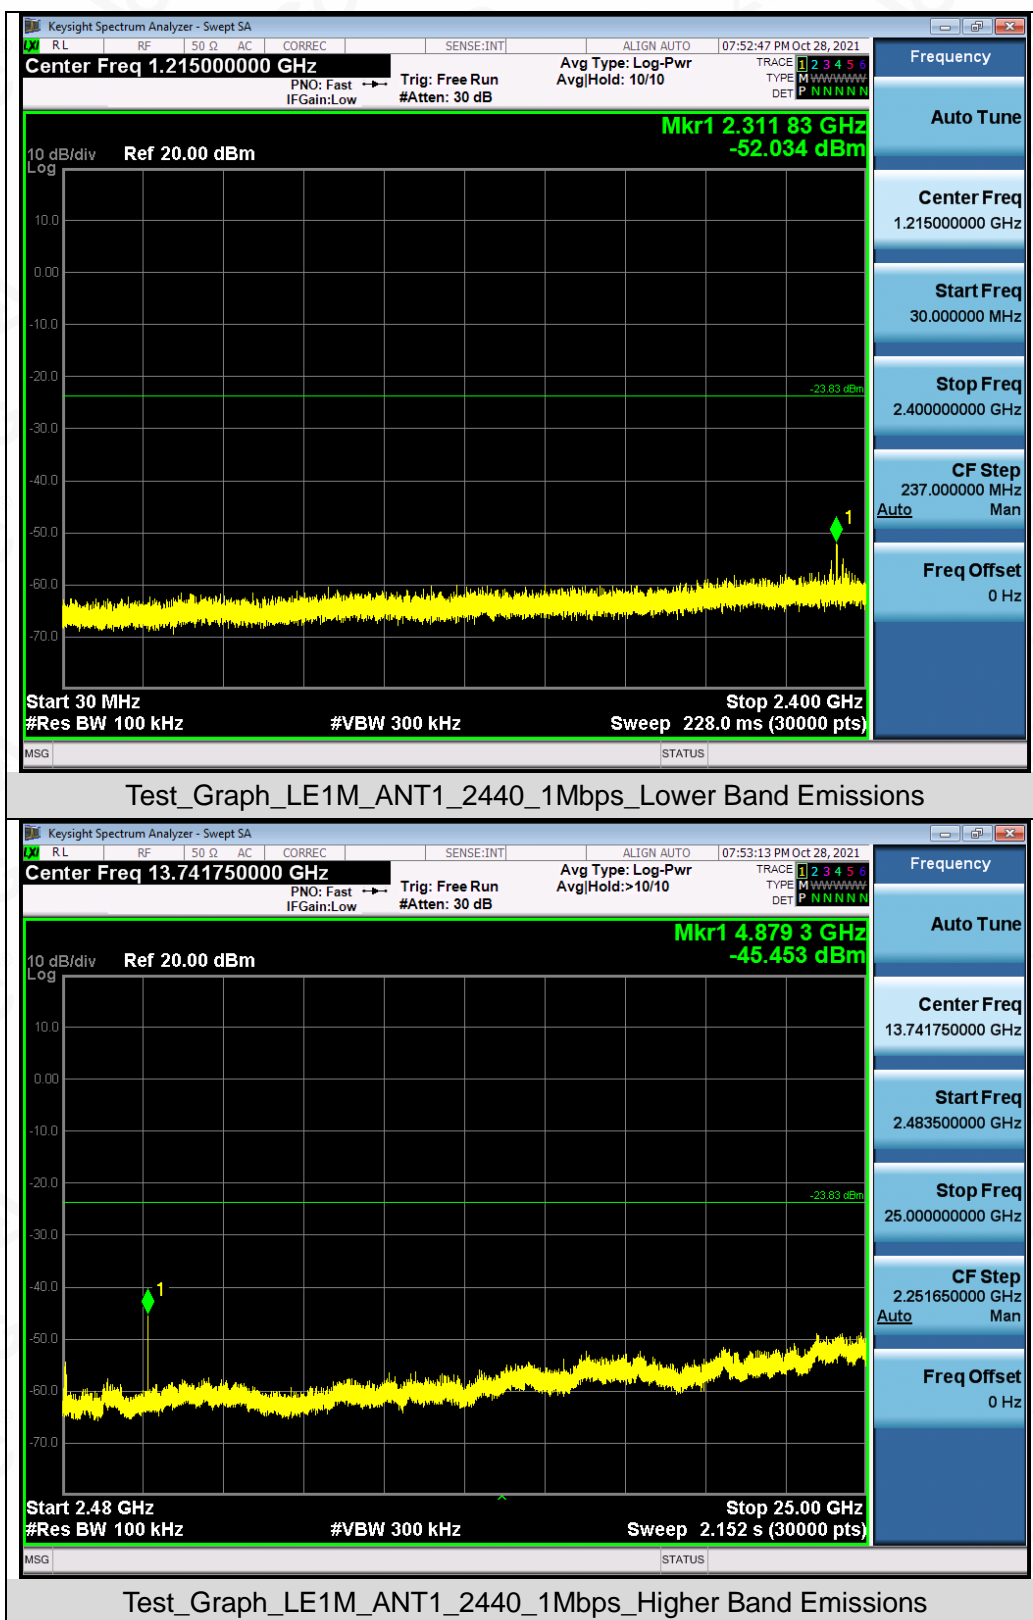 Keysight Spectrum Analyzer - Swept SA
LXI RL RF 50 Ω AC CORREC SENSE:INT ALIGN AUTO 07:52:47 PM Oct 28, 2021
Center Freq 1.215000000 GHz
PNO: Fast
IFGain:Low
Trig: Free Run
#Atten: 30 dB
Avg Type: Log-Pwr
Avg|Hold: 10/10
TRACE 1 2 3 4 5 6
TYPE M W W W W W
DET P N N N N N
Frequency
Mkr1 2.311 83 GHz
-52.034 dBm
10 dB/div Ref 20.00 dBm
Log
10.0
0.00
-10.0
-20.0
-30.0
-40.0
-50.0
-60.0
-70.0
-23.83 dBm
1
Start 30 MHz Stop 2.400 GHz
#Res BW 100 kHz #VBW 300 kHz Sweep 228.0 ms (30000 pts)
MSG STATUS
Auto Tune
Center Freq
1.215000000 GHz
Start Freq
30.000000 MHz
Stop Freq
2.400000000 GHz
CF Step
237.000000 MHz
Auto Man
Freq Offset
0 Hz
Test_Graph_LE1M_ANT1_2440_1Mbps_Lower Band Emissions
Keysight Spectrum Analyzer - Swept SA
LXI RL RF 50 Ω AC CORREC SENSE:INT ALIGN AUTO 07:53:13 PM Oct 28, 2021
Center Freq 13.741750000 GHz
PNO: Fast
IFGain:Low
Trig: Free Run
#Atten: 30 dB
Avg Type: Log-Pwr
Avg|Hold:>10/10
TRACE 1 2 3 4 5 6
TYPE M W W W W W
DET P N N N N N
Frequency
Mkr1 4.879 3 GHz
-45.453 dBm
10 dB/div Ref 20.00 dBm
Log
10.0
0.00
-10.0
-20.0
-30.0
-40.0
-50.0
-60.0
-70.0
-23.83 dBm
1
Start 2.48 GHz Stop 25.00 GHz
#Res BW 100 kHz #VBW 300 kHz Sweep 2.152 s (30000 pts)
MSG STATUS
Auto Tune
Center Freq
13.741750000 GHz
Start Freq
2.483500000 GHz
Stop Freq
25.000000000 GHz
CF Step
2.251650000 GHz
Auto Man
Freq Offset
0 Hz
Test_Graph_LE1M_ANT1_2440_1Mbps_Higher Band Emissions